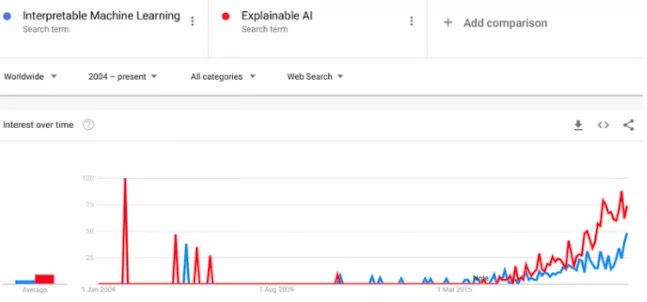 Interpretable Machine Learning
Search term
Explainable AI
Search term
+ Add comparison
Worldwide
2004 – present
All categories
Web Search
Interest over time
100
75
50
25
Note
Average
1 Jan 2004
1 Aug 2009
1 Mar 2015